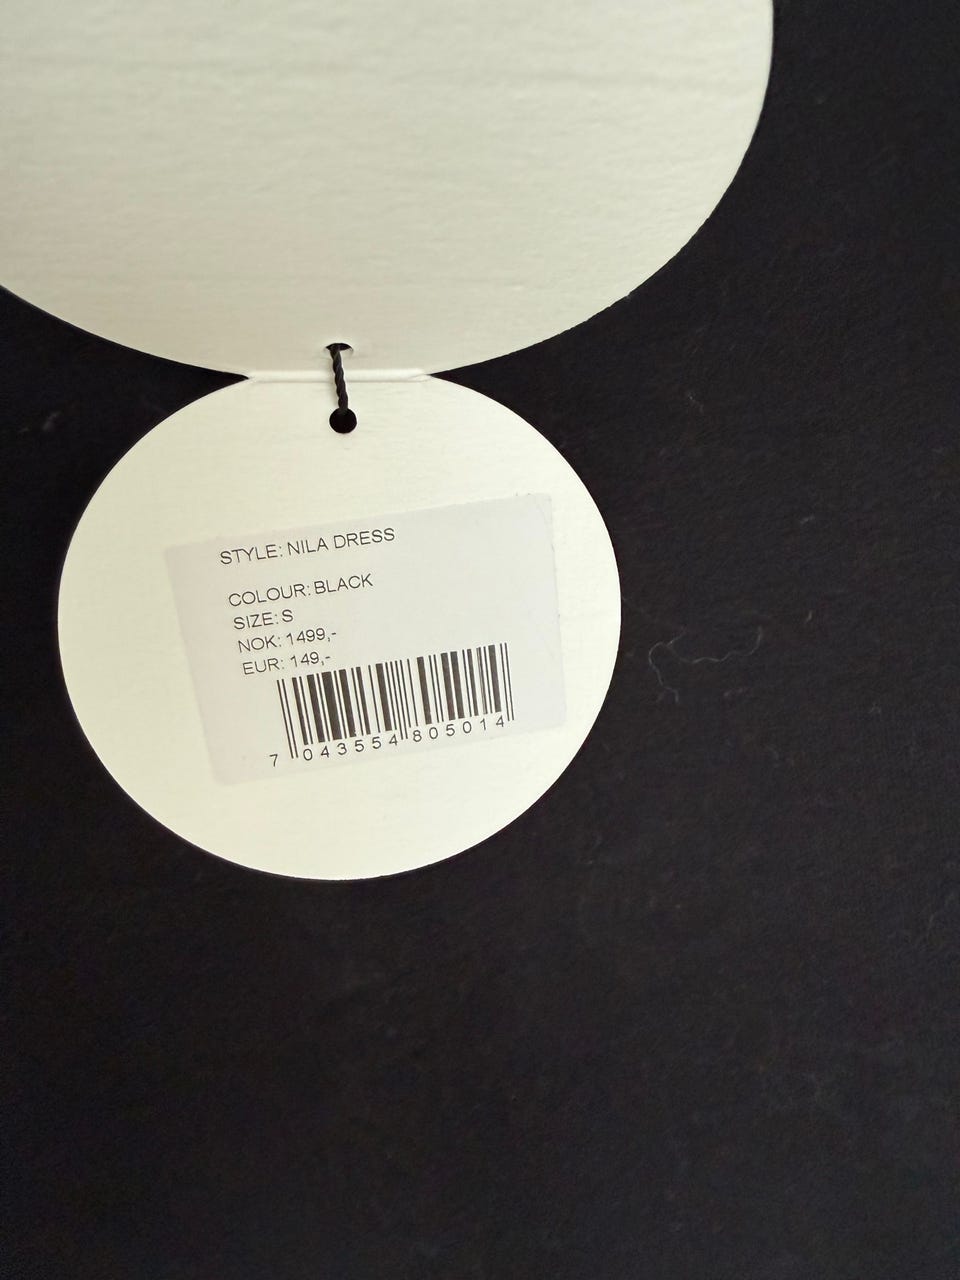 STYLE: NILA DRESS
COLOUR: BLACK
SIZE: S
NOK: 1499,-
EUR: 149,-
7 043554 805014